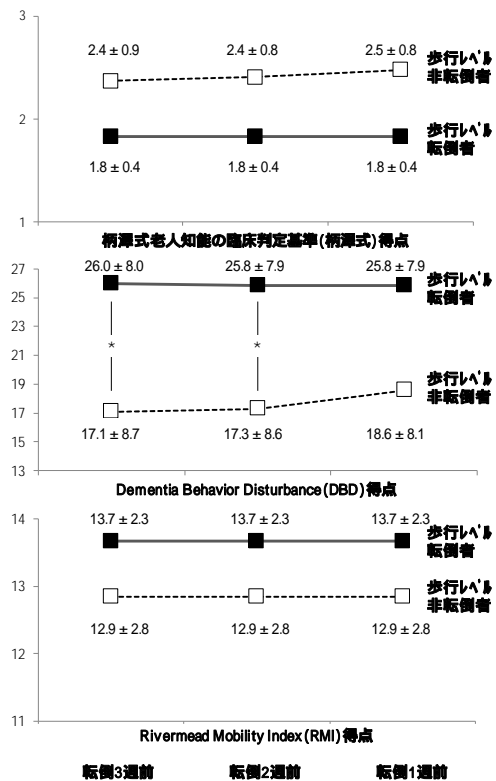 3
2.4 ± 0.9 2.4 ± 0.8 2.5 ± 0.8
歩行レベル
非転倒者
2
歩行レベル
転倒者
1.8 ± 0.4 1.8 ± 0.4 1.8 ± 0.4
1
柄澤式老人知能の臨床判定基準(柄澤式)得点
27
26.0 ± 8.0 25.8 ± 7.9 25.8 ± 7.9
歩行レベル
転倒者
25
23
21
* *
19
歩行レベル
非転倒者
17
17.1 ± 8.7 17.3 ± 8.6 18.6 ± 8.1
15
13
Dementia Behavior Disturbance(DBD)得点
14
13.7 ± 2.3 13.7 ± 2.3 13.7 ± 2.3
歩行レベル
転倒者
13
歩行レベル
非転倒者
12.9 ± 2.8 12.9 ± 2.8 12.9 ± 2.8
12
11
Rivermead Mobility Index(RMI)得点
転倒3週前 転倒2週前 転倒1週前